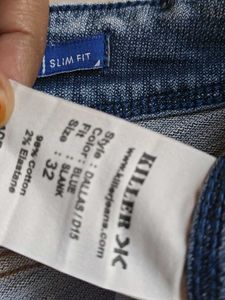 SLIM FIT
KILLER
www.killerjeans.com
Style : DALLAS/D15
Color : BLUE
Fit : SLANK
Size : 32
98% Cotton
2% Elastane